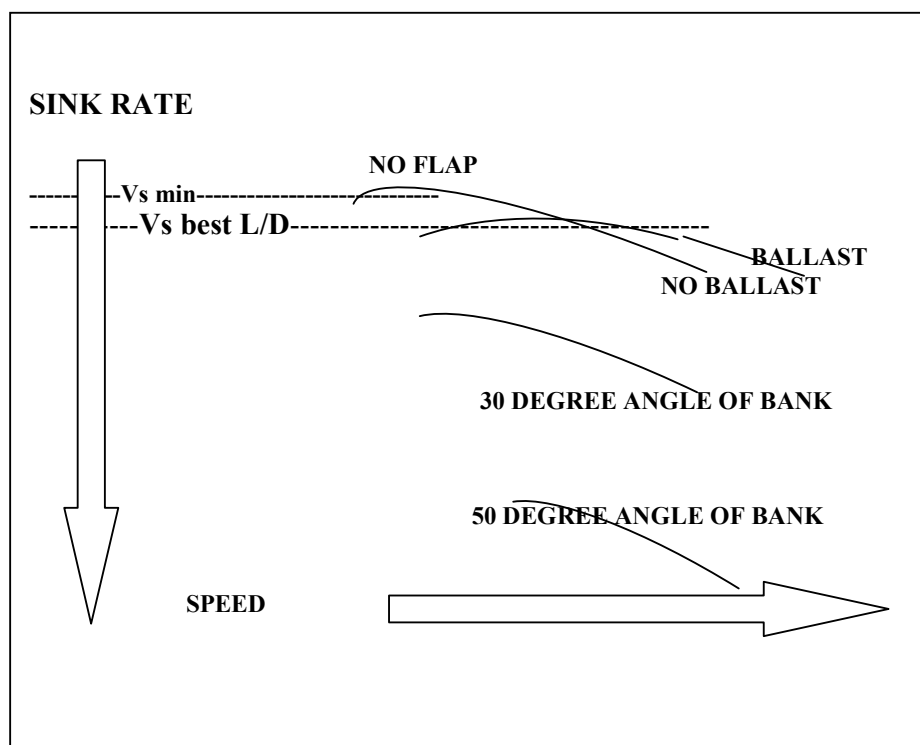 SINK RATE
NO FLAP
Vs min
Vs best L/D
BALLAST
NO BALLAST
30 DEGREE ANGLE OF BANK
50 DEGREE ANGLE OF BANK
SPEED